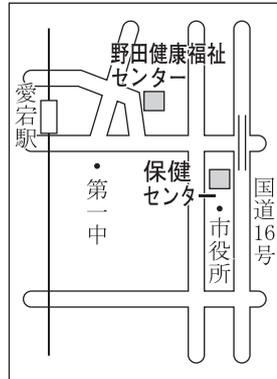 野田健康福祉
センター
愛宕駅
保健
センター
第一中
市役所
国道16号